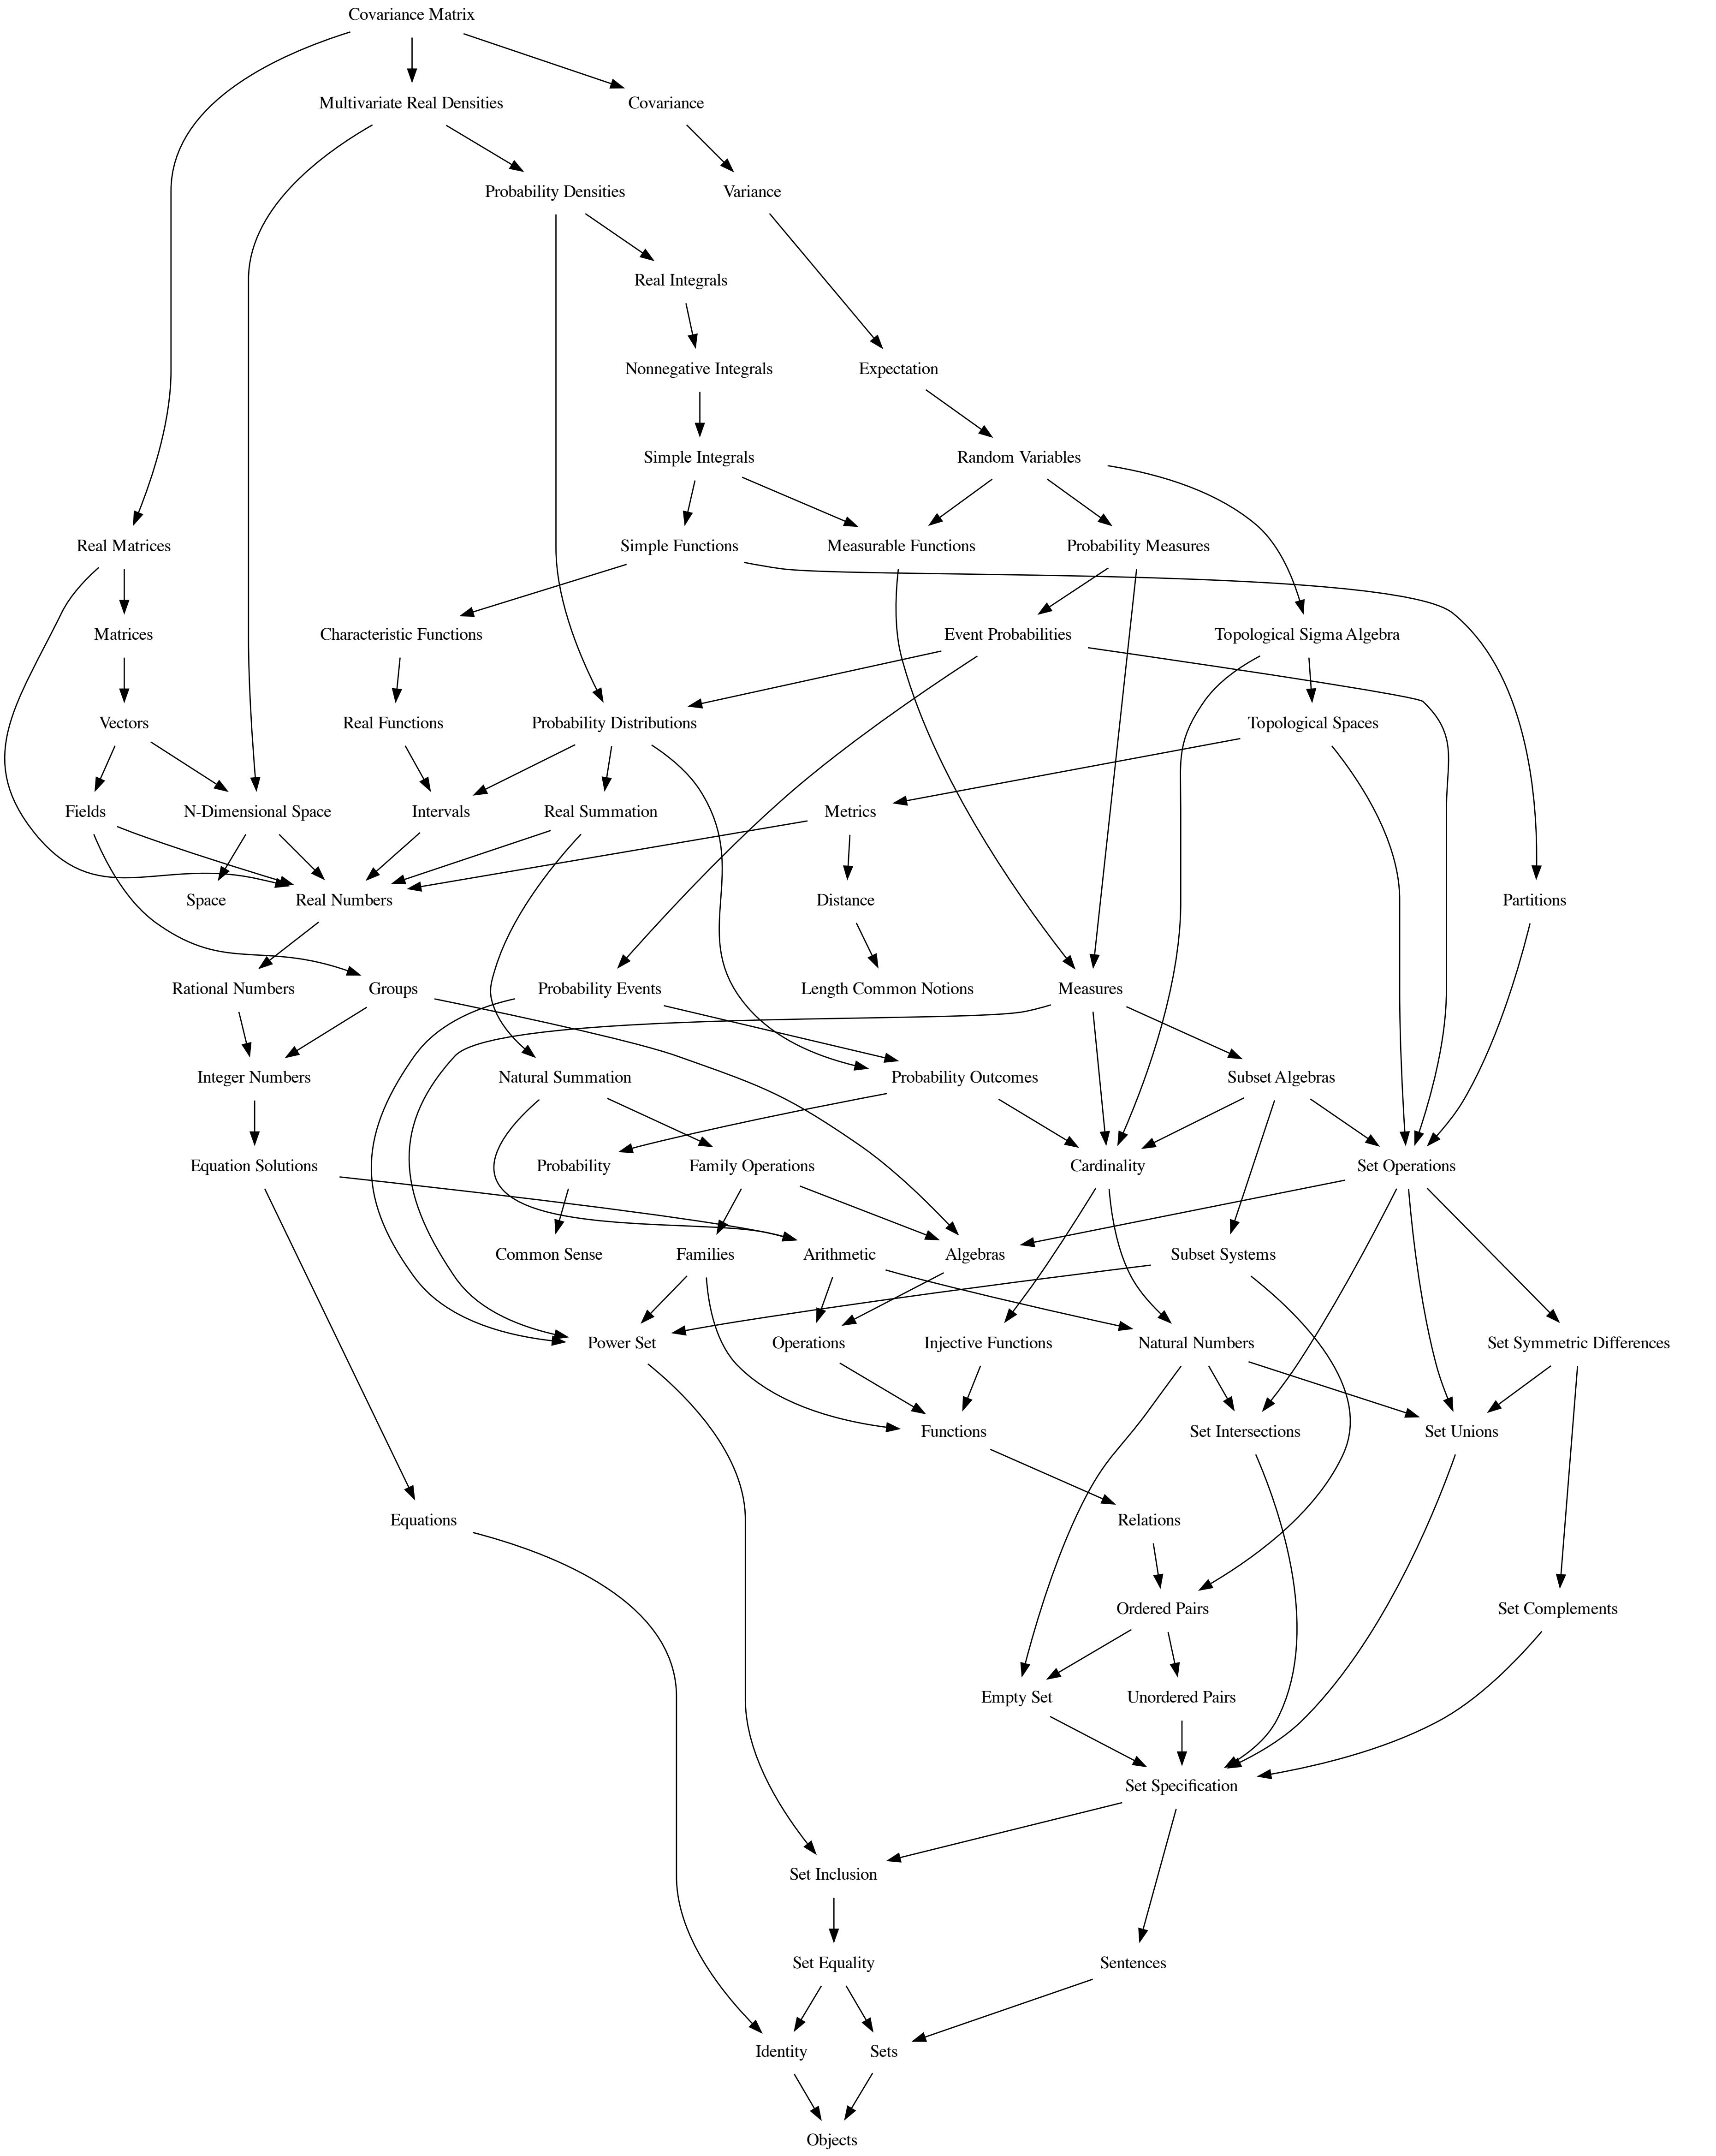 Covariance Matrix
Multivariate Real Densities
Covariance
Probability Densities
Variance
Real Integrals
Nonnegative Integrals
Expectation
Simple Integrals
Random Variables
Real Matrices
Simple Functions
Measurable Functions
Probability Measures
Matrices
Characteristic Functions
Event Probabilities
Topological Sigma Algebra
Vectors
Real Functions
Probability Distributions
Topological Spaces
Fields
N-Dimensional Space
Intervals
Real Summation
Metrics
Space
Real Numbers
Distance
Partitions
Rational Numbers
Groups
Probability Events
Length Common Notions
Measures
Integer Numbers
Natural Summation
Probability Outcomes
Subset Algebras
Equation Solutions
Probability
Family Operations
Cardinality
Set Operations
Common Sense
Families
Arithmetic
Algebras
Subset Systems
Power Set
Operations
Injective Functions
Natural Numbers
Set Symmetric Differences
Functions
Set Intersections
Set Unions
Equations
Relations
Ordered Pairs
Set Complements
Empty Set
Unordered Pairs
Set Specification
Set Inclusion
Set Equality
Sentences
Identity
Sets
Objects